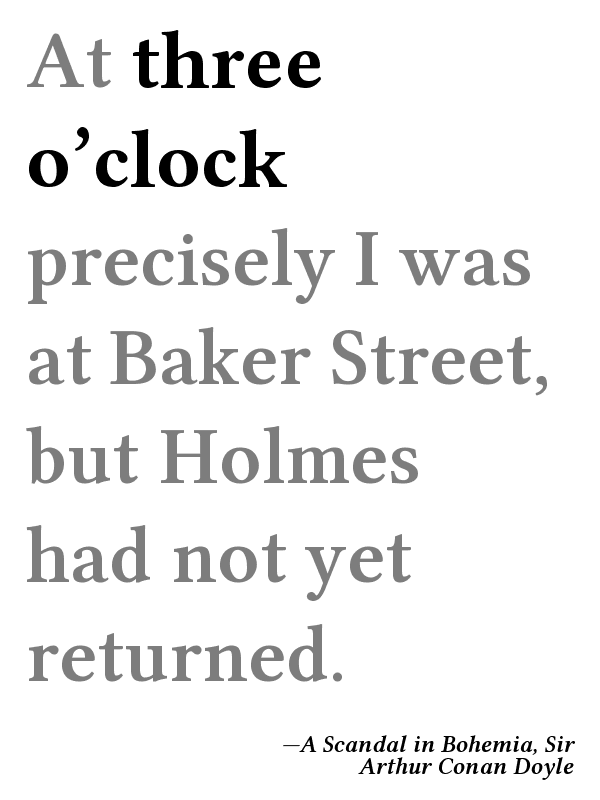 At three
o’clock
precisely I was
at Baker Street,
but Holmes
had not yet
returned.
—A Scandal in Bohemia, Sir
Arthur Conan Doyle